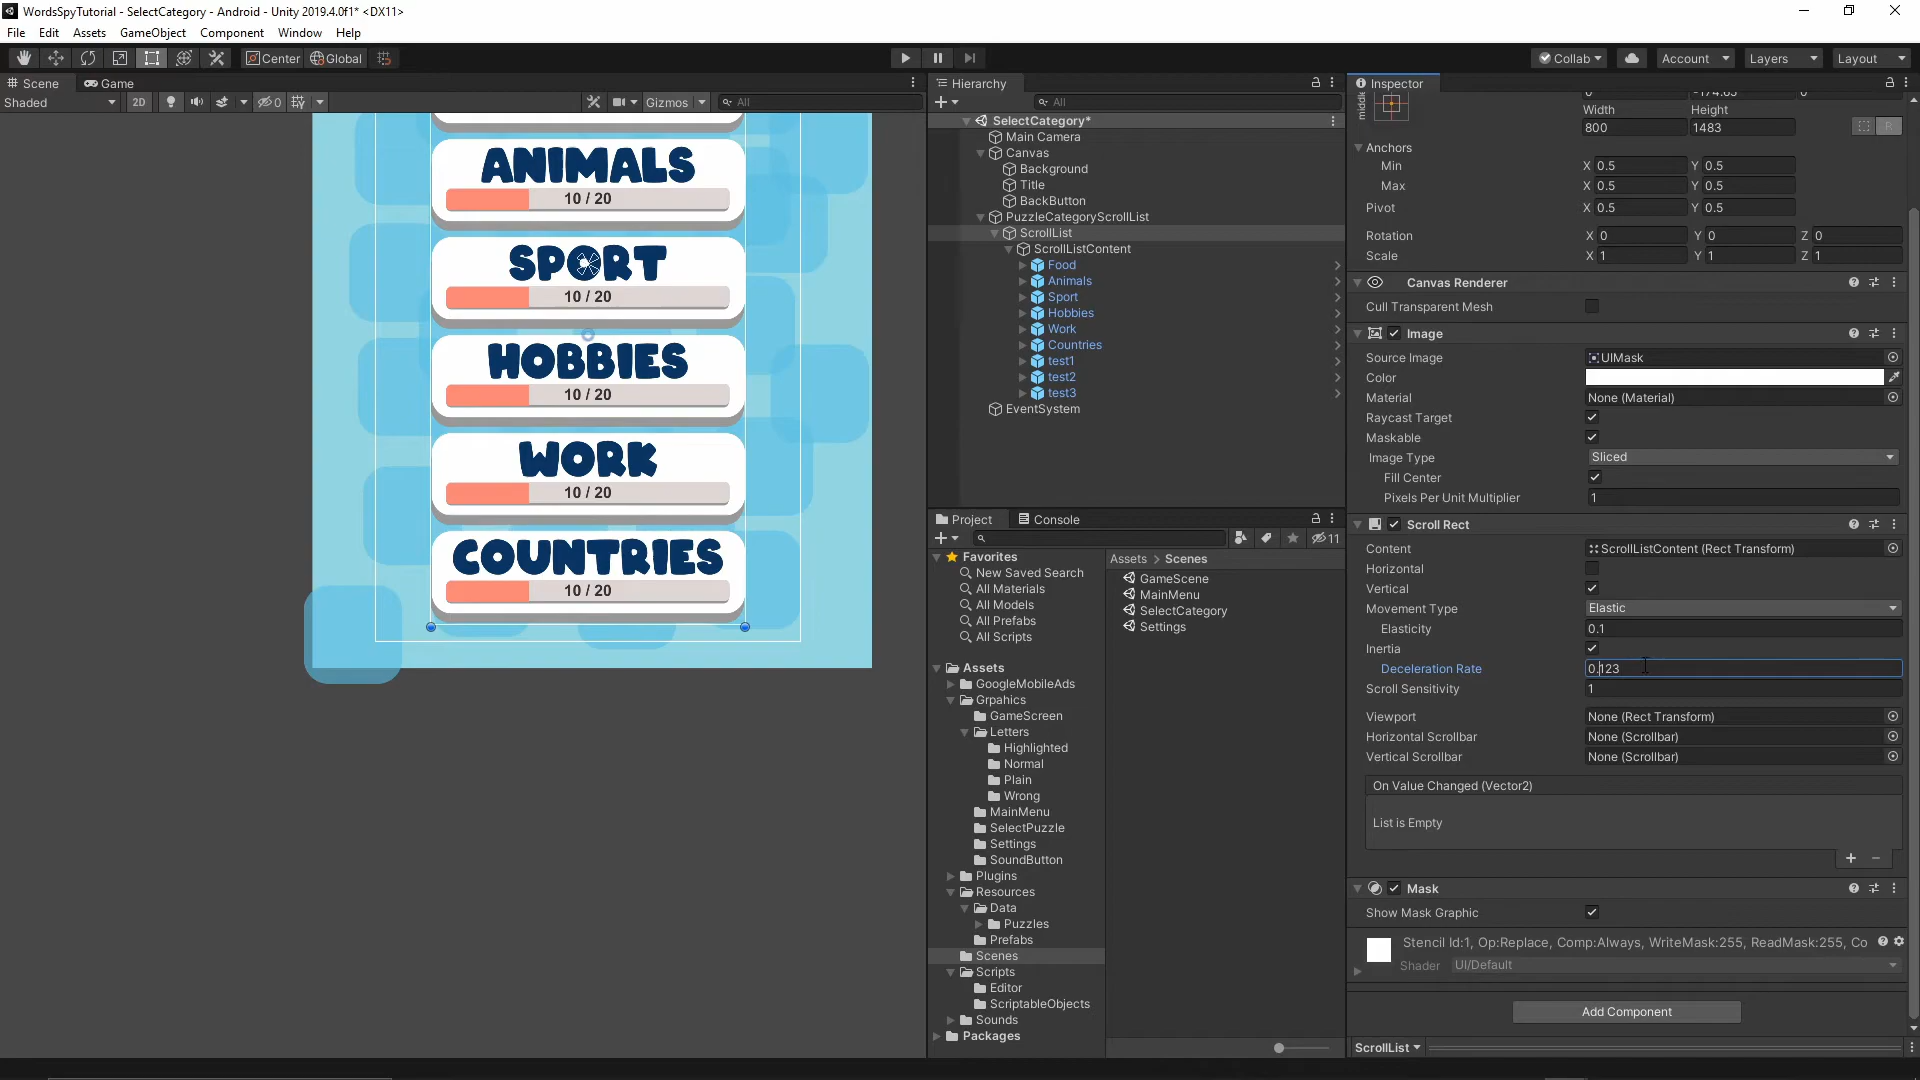 WordsSpyTutorial - SelectCategory - Android - Unity 2019.4.0f1* <DX11>
File Edit Assets GameObject Component Window Help
Center Global Collab Account Layers Layout
Scene Game
Shaded 2D 0 Gizmos All
ANIMALS
10 / 20
SPORT
10 / 20
HOBBIES
10 / 20
WORK
10 / 20
COUNTRIES
10 / 20
Hierarchy
All
SelectCategory*
Main Camera
Canvas
Background
Title
BackButton
PuzzleCategoryScrollList
ScrollList
ScrollListContent
Food
Animals
Sport
Hobbies
Work
Countries
test1
test2
test3
EventSystem
Project Console
11
Favorites
New Saved Search
All Materials
All Models
All Prefabs
All Scripts
Assets
GoogleMobileAds
Grpahics
GameScreen
Letters
Highlighted
Normal
Plain
Wrong
MainMenu
SelectPuzzle
Settings
SoundButton
Plugins
Resources
Data
Puzzles
Prefabs
Scenes
Scripts
Editor
ScriptableObjects
Sounds
Packages
Assets > Scenes
GameScene
MainMenu
SelectCategory
Settings
Inspector
middle
Width Height
800 1483
Anchors
Min X 0.5 Y 0.5
Max X 0.5 Y 0.5
Pivot X 0.5 Y 0.5
Rotation X 0 Y 0 Z 0
Scale X 1 Y 1 Z 1
Canvas Renderer
Cull Transparent Mesh
Image
Source Image UIMask
Color
Material None (Material)
Raycast Target
Maskable
Image Type Sliced
Fill Center
Pixels Per Unit Multiplier 1
Scroll Rect
Content ScrollListContent (Rect Transform)
Horizontal
Vertical
Movement Type Elastic
Elasticity 0.1
Inertia
Deceleration Rate 0.123
Scroll Sensitivity 1
Viewport None (Rect Transform)
Horizontal Scrollbar None (Scrollbar)
Vertical Scrollbar None (Scrollbar)
On Value Changed (Vector2)
List is Empty
Mask
Show Mask Graphic
Stencil Id:1, Op:Replace, Comp:Always, WriteMask:255, ReadMask:255, Co
Shader UI/Default
Add Component
ScrollList